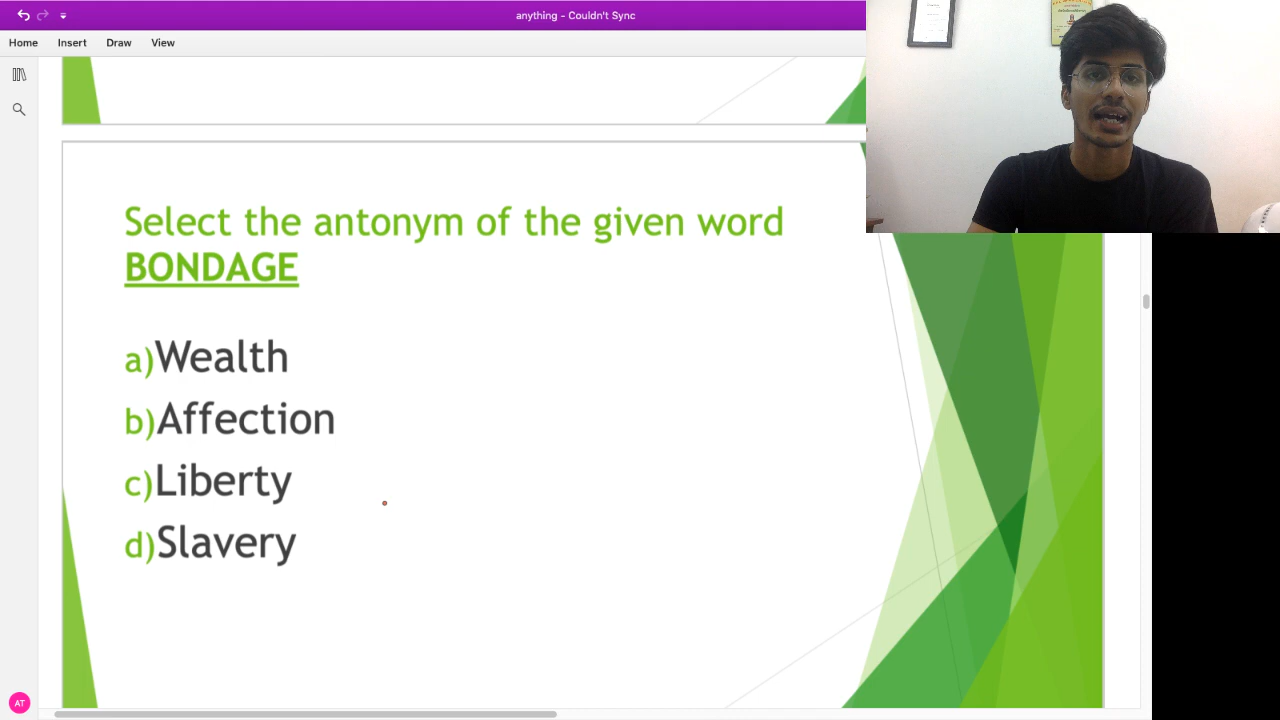 anything - Couldn't Sync
Home Insert Draw View
Select the antonym of the given word
BONDAGE
a)Wealth
b)Affection
c)Liberty
d)Slavery
AT